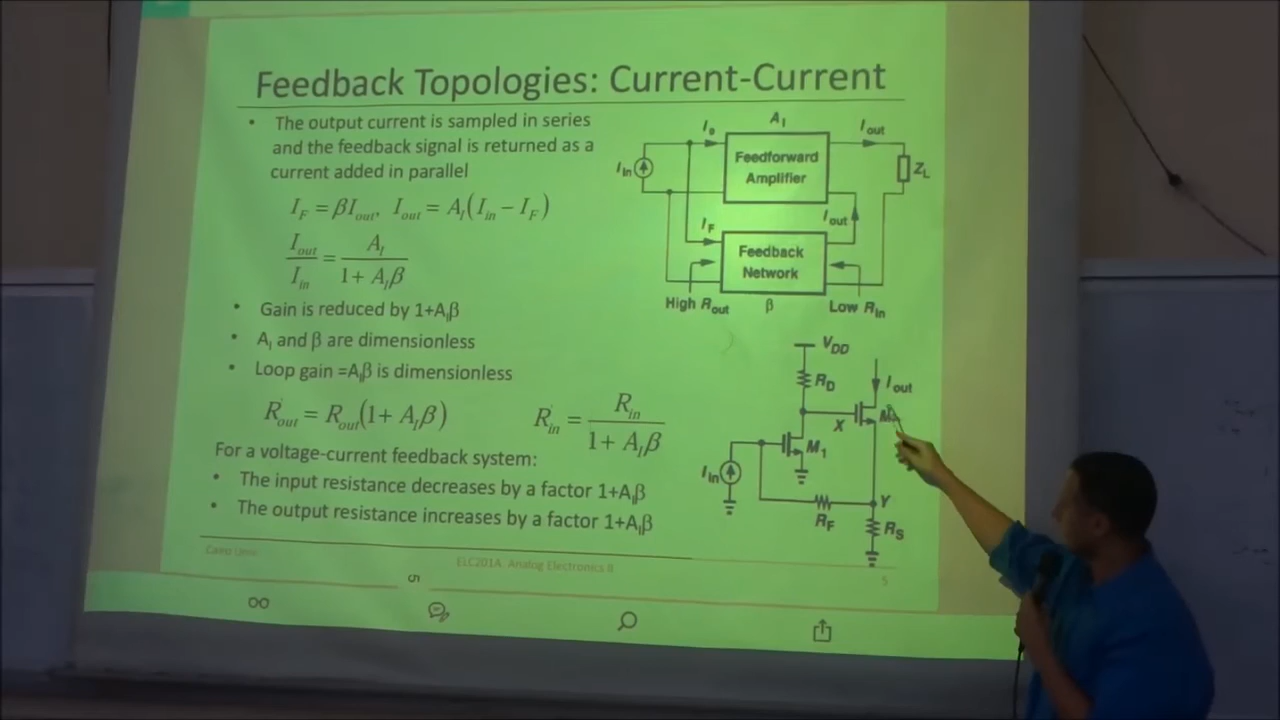 Feedback Topologies: Current-Current
• The output current is sampled in series
and the feedback signal is returned as a
current added in parallel
I_F = βI_out, I_out = A_I(I_in − I_F)
I_out / I_in = A_I / (1 + A_Iβ)
• Gain is reduced by 1+A_Iβ
• A_I and β are dimensionless
• Loop gain =A_Iβ is dimensionless
R'_out = R_out(1 + A_Iβ)
R'_in = R_in / (1 + A_Iβ)
For a voltage-current feedback system:
• The input resistance decreases by a factor 1+A_Iβ
• The output resistance increases by a factor 1+A_Iβ
A_I
I_out
I_in
Feedforward
Amplifier
Z_L
I_F
I_out
Feedback
Network
High R_out
β
Low R_in
V_DD
R_D
I_out
X
M_1
I_in
Y
R_F
R_S
ELC201A. Analog Electronics II
5
5